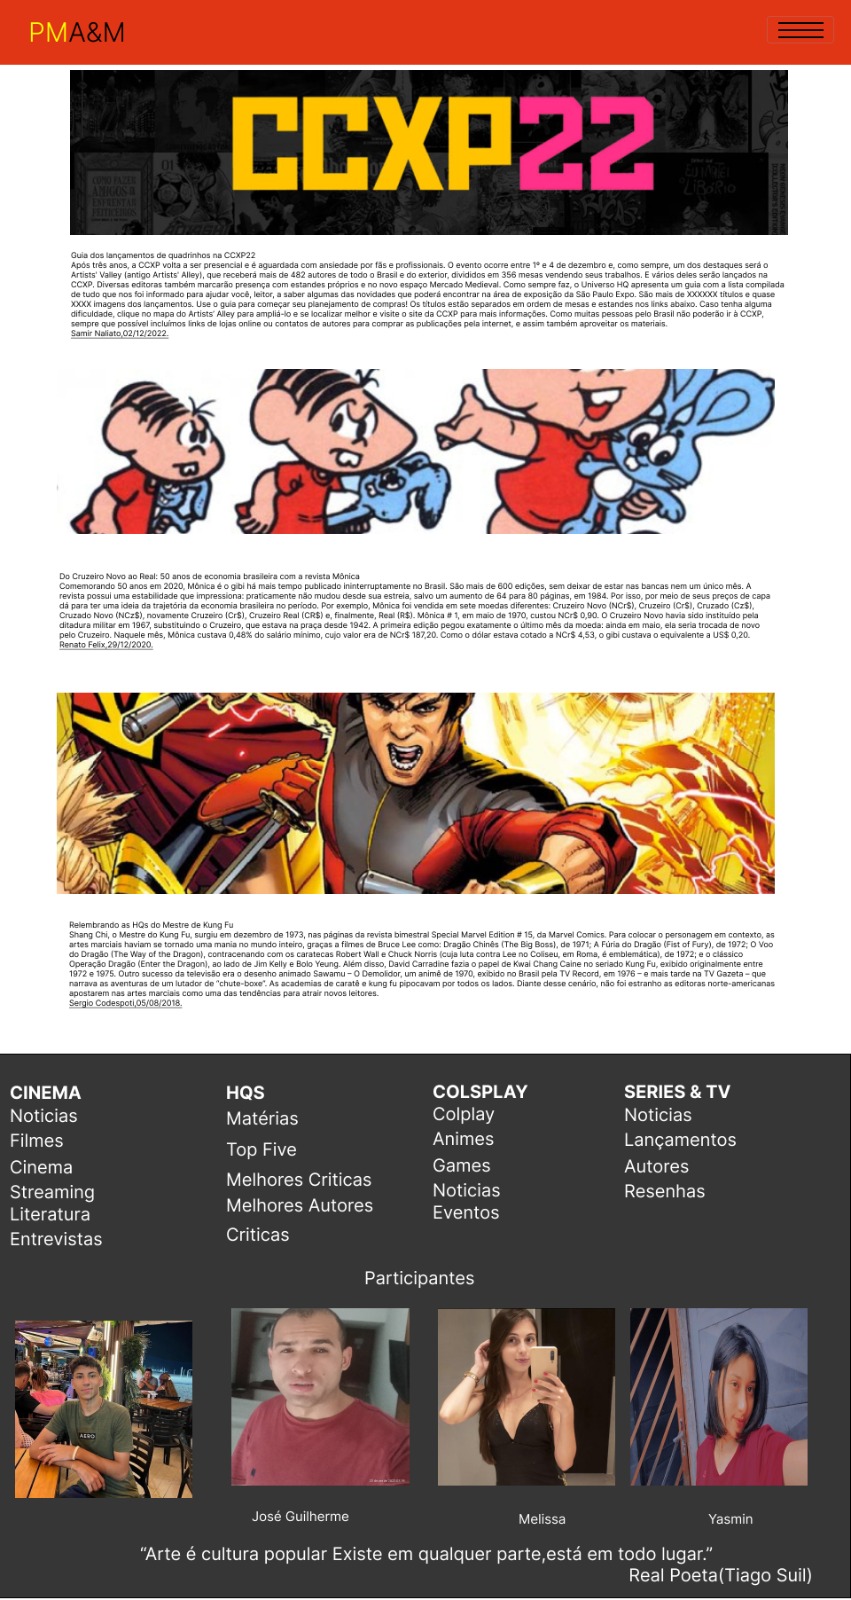 PMA&M
CCXP22
Guia dos lançamentos de quadrinhos na CCXP22
Após três anos, a CCXP volta a ser presencial e é aguardada com ansiedade por fãs e profissionais. O evento ocorre entre 1º e 4 de dezembro e, como sempre, um dos destaques será o
Artists' Valley (antigo Artists' Alley), que receberá mais de 482 autores de todo o Brasil e do exterior, divididos em 356 mesas vendendo seus trabalhos. E vários deles serão lançados na
CCXP. Diversas editoras também marcarão presença com estandes próprios e no novo espaço Mercado Medieval. Como sempre faz, o Universo HQ apresenta um guia com a lista compilada
de tudo que nos foi informado para ajudar você, leitor, a saber algumas das novidades que poderá encontrar na área de exposição da São Paulo Expo. São mais de XXXXXX títulos e quase
XXXX imagens dos lançamentos. Use o guia para começar seu planejamento de compras! Os títulos estão separados em ordem de mesas e estandes nos links abaixo. Caso tenha alguma
dificuldade, clique no mapa do Artists' Alley para ampliá-lo e se localizar melhor e visite o site da CCXP para mais informações. Como muitas pessoas pelo Brasil não poderão ir à CCXP,
sempre que possível incluímos links de lojas online ou contatos de autores para comprar as publicações pela internet, e assim também aproveitar os materiais.
Samir Naliato,02/12/2022.
Do Cruzeiro Novo ao Real: 50 anos de economia brasileira com a revista Mônica
Comemorando 50 anos em 2020, Mônica é o gibi há mais tempo publicado ininterruptamente no Brasil. São mais de 600 edições, sem deixar de estar nas bancas nem um único mês. A
revista possui uma estabilidade que impressiona: praticamente não mudou desde sua estreia, salvo um aumento de 64 para 80 páginas, em 1984. Por isso, por meio de seus preços de capa
dá para ter uma ideia da trajetória da economia brasileira no período. Por exemplo, Mônica foi vendida em sete moedas diferentes: Cruzeiro Novo (NCr$), Cruzeiro (Cr$), Cruzado (Cz$),
Cruzado Novo (NCz$), novamente Cruzeiro (Cr$), Cruzeiro Real (CR$) e, finalmente, Real (R$). Mônica # 1, em maio de 1970, custou NCr$ 0,90. O Cruzeiro Novo havia sido instituído pela
ditadura militar em 1967, substituindo o Cruzeiro, que estava na praça desde 1942. A primeira edição pegou exatamente o último mês da moeda: ainda em maio, ela seria trocada de novo
pelo Cruzeiro. Naquele mês, Mônica custava 0,48% do salário mínimo, cujo valor era de NCr$ 187,20. Como o dólar estava cotado a NCr$ 4,53, o gibi custava o equivalente a US$ 0,20.
Renato Felix,29/12/2020.
Relembrando as HQs do Mestre de Kung Fu
Shang Chi, o Mestre do Kung Fu, surgiu em dezembro de 1973, nas páginas da revista bimestral Special Marvel Edition # 15, da Marvel Comics. Para colocar o personagem em contexto, as
artes marciais haviam se tornado uma mania no mundo inteiro, graças a filmes de Bruce Lee como: Dragão Chinês (The Big Boss), de 1971; A Fúria do Dragão (Fist of Fury), de 1972; O Voo
do Dragão (The Way of the Dragon), contracenando com os caratecas Robert Wall e Chuck Norris (cuja luta contra Lee no Coliseu, em Roma, é emblemática), de 1972; e o clássico
Operação Dragão (Enter the Dragon), ao lado de Jim Kelly e Bolo Yeung. Além disso, David Carradine fazia o papel de Kwai Chang Caine no seriado Kung Fu, exibido originalmente entre
1972 e 1975. Outro sucesso da televisão era o desenho animado Sawamu – O Demolidor, um animê de 1970, exibido no Brasil pela TV Record, em 1976 – e mais tarde na TV Gazeta – que
narrava as aventuras de um lutador de "chute-boxe". As academias de caratê e kung fu pipocavam por todos os lados. Diante desse cenário, não foi estranho as editoras norte-americanas
apostarem nas artes marciais como uma das tendências para atrair novos leitores.
Sergio Codespoti,05/08/2018.
CINEMA
Noticias
Filmes
Cinema
Streaming
Literatura
Entrevistas
HQS
Matérias
Top Five
Melhores Criticas
Melhores Autores
Criticas
COLSPLAY
Colplay
Animes
Games
Noticias
Eventos
SERIES & TV
Noticias
Lançamentos
Autores
Resenhas
Participantes
AERO
José Guilherme
Melissa
Yasmin
“Arte é cultura popular Existe em qualquer parte,está em todo lugar.”
Real Poeta(Tiago Suil)